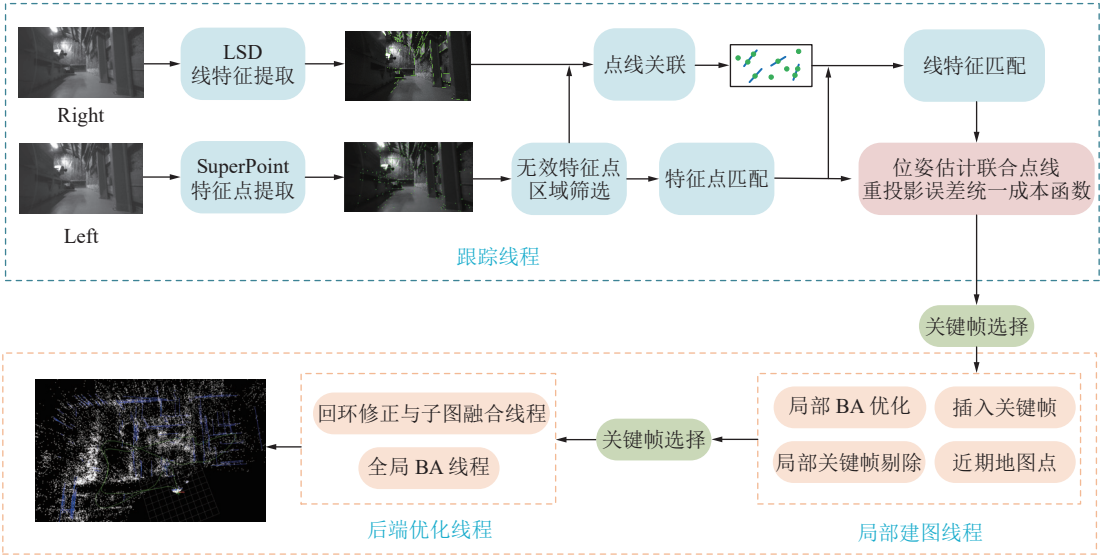 LSD
线特征提取
点线关联
线特征匹配
Right
SuperPoint
特征点提取
无效特征点
区域筛选
特征点匹配
位姿估计联合点线
重投影误差统一成本函数
Left
跟踪线程
关键帧选择
回环修正与子图融合线程
全局 BA 线程
关键帧选择
局部 BA 优化
插入关键帧
局部关键帧剔除
近期地图点
后端优化线程
局部建图线程